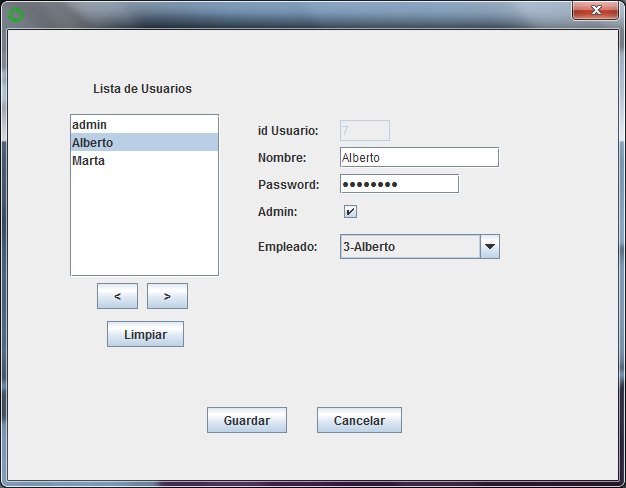 Lista de Usuarios
admin
Alberto
Marta
<
>
Limpiar
id Usuario: 7
Nombre: Alberto
Password: ●●●●●●●●
Admin:
Empleado: 3-Alberto
Guardar
Cancelar